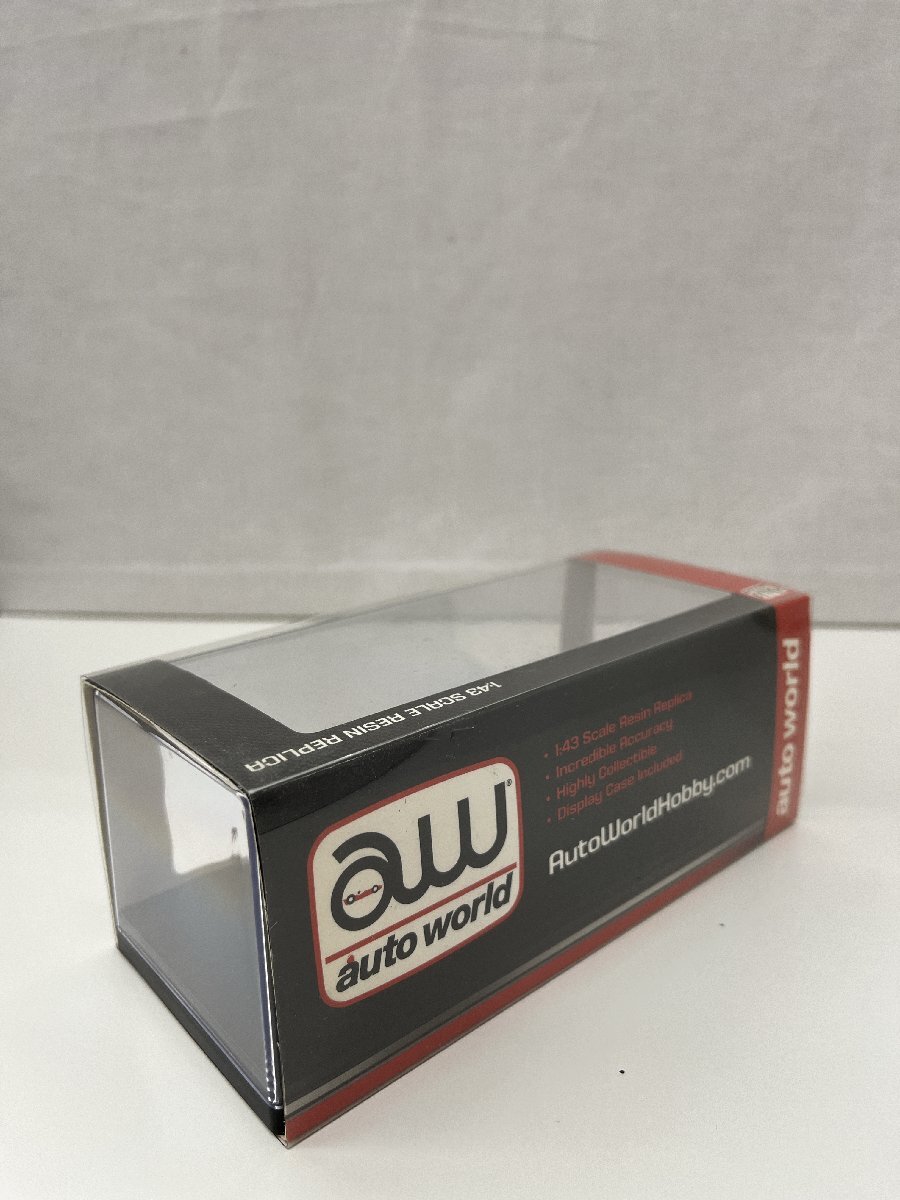 1:43 SCALE RESIN REPLICA
aw®
auto world
• 1:43 Scale Resin Replica
• Incredible Accuracy
• Highly Collectible
• Display Case Included
AutoWorldHobby.com
auto world